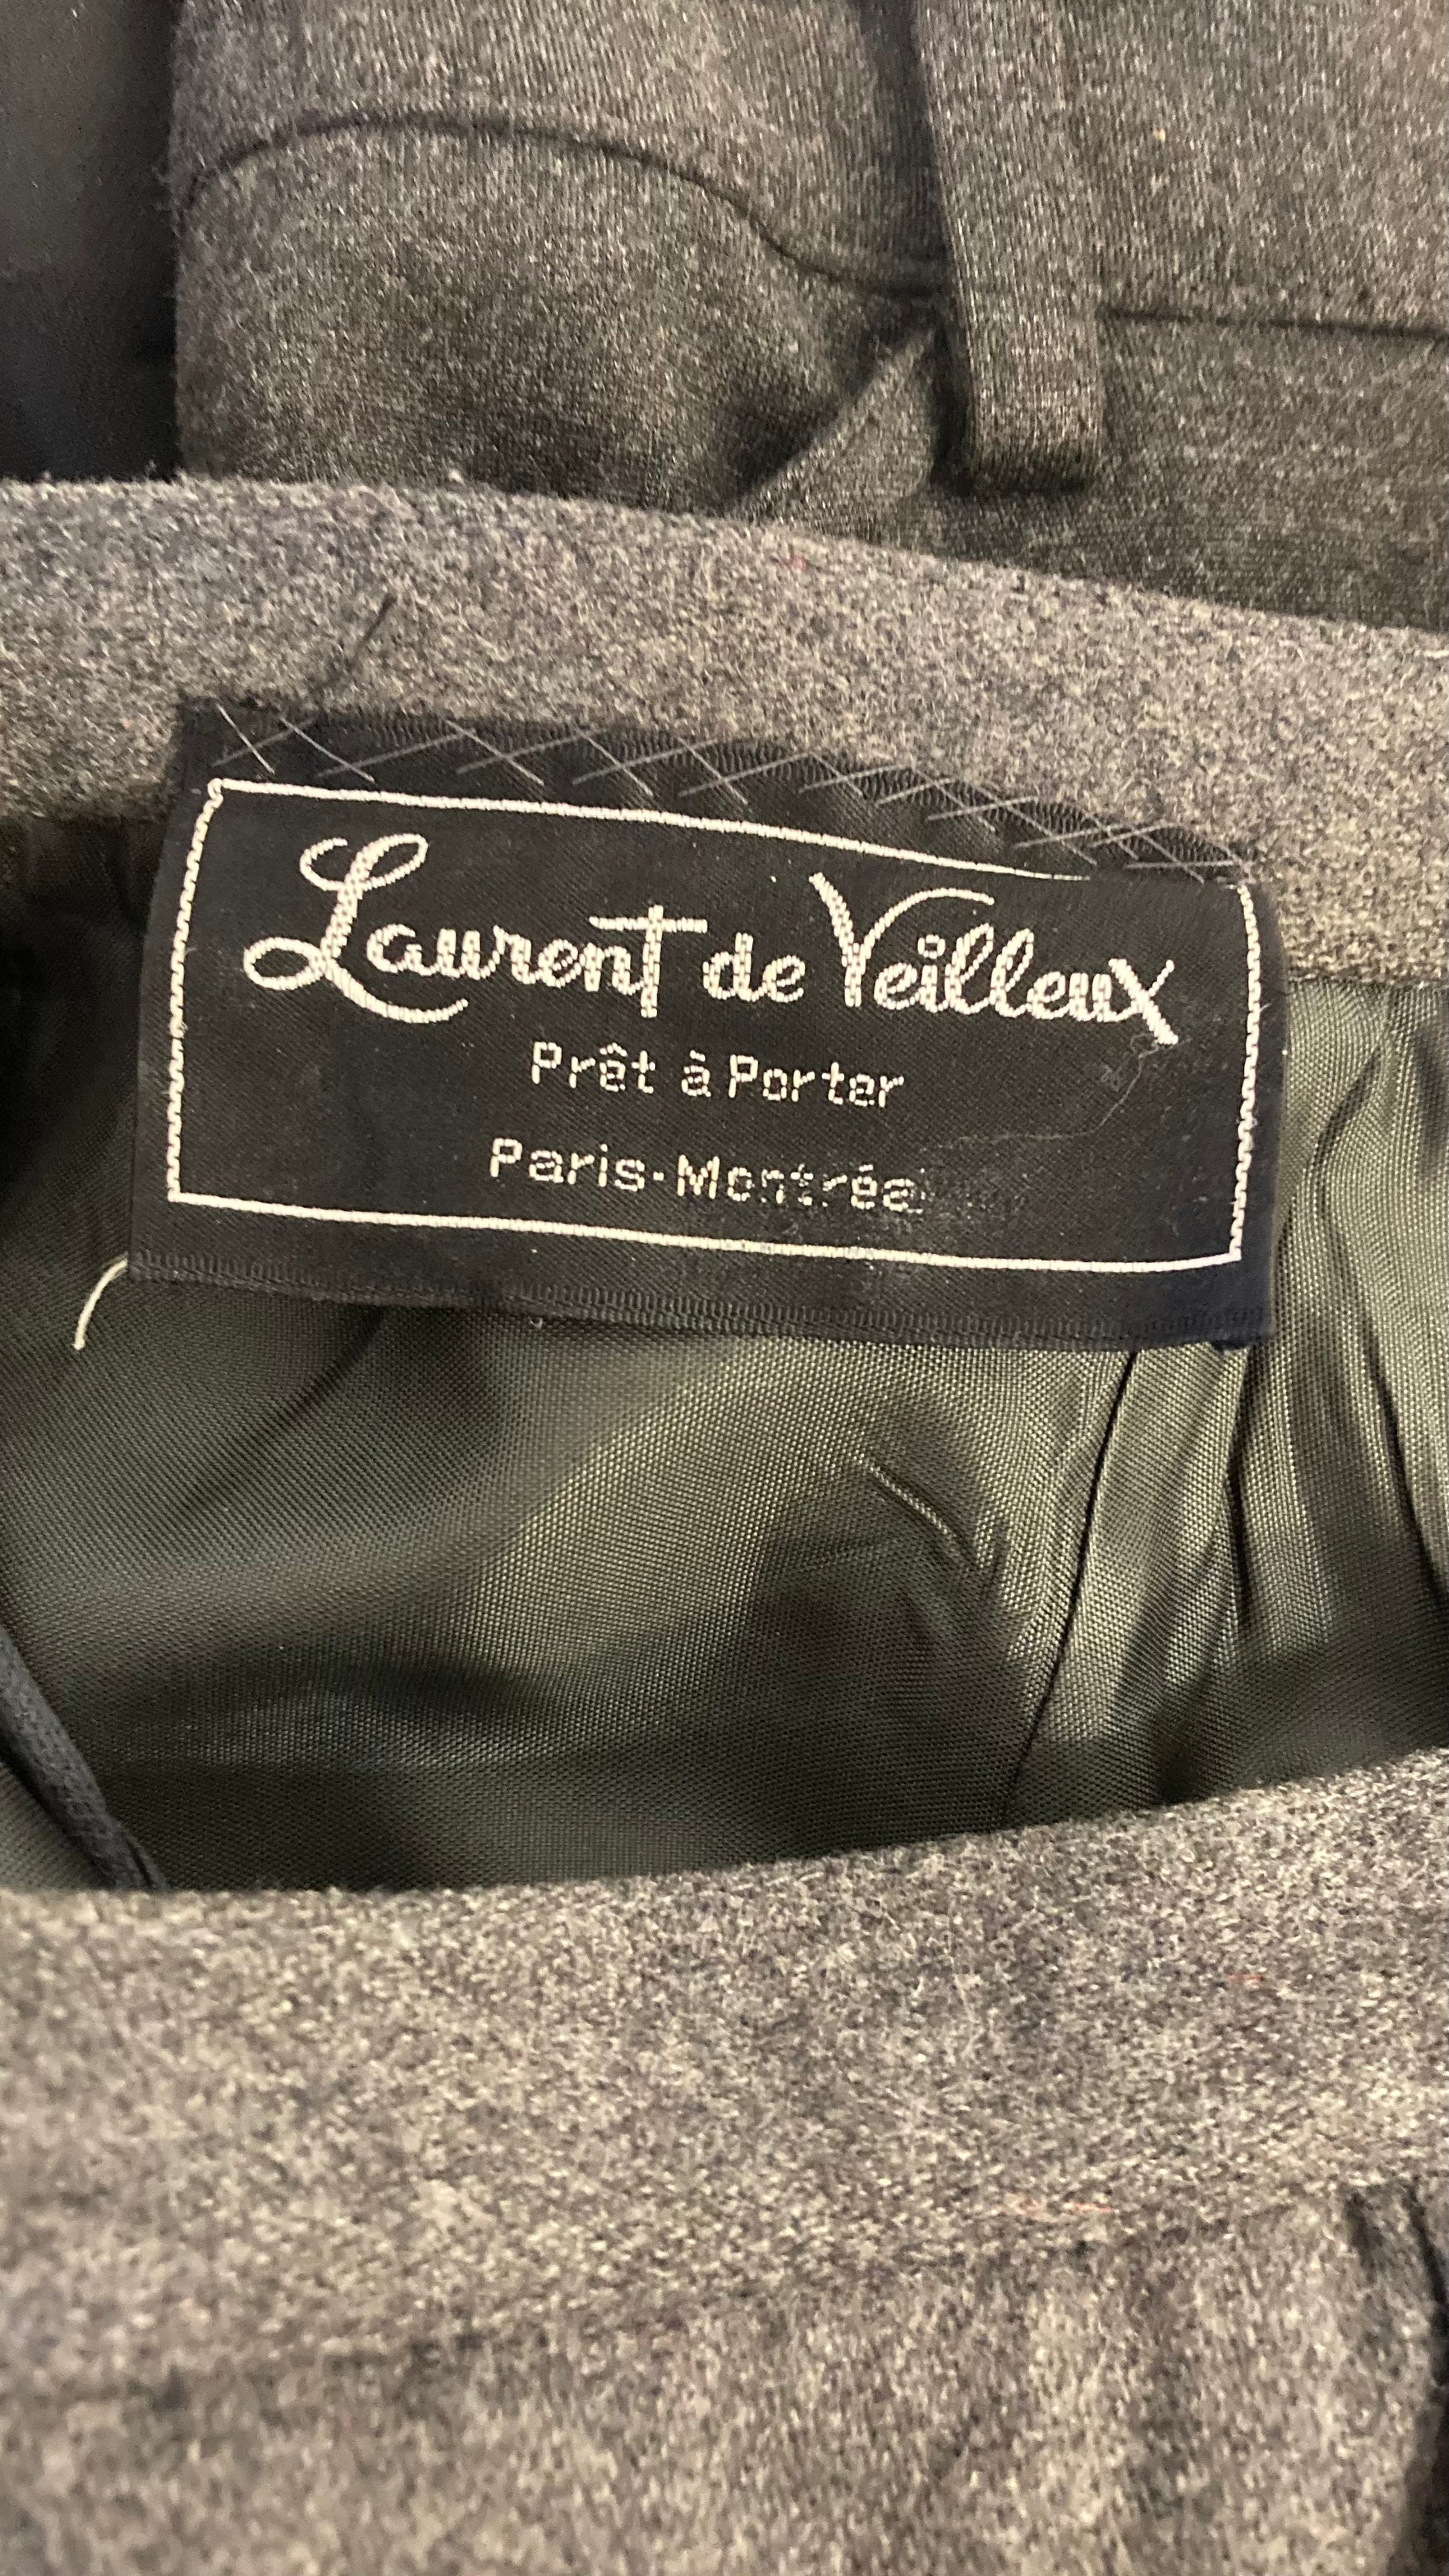 Laurent de Veilleux
Prêt à Porter
Paris-Montréal